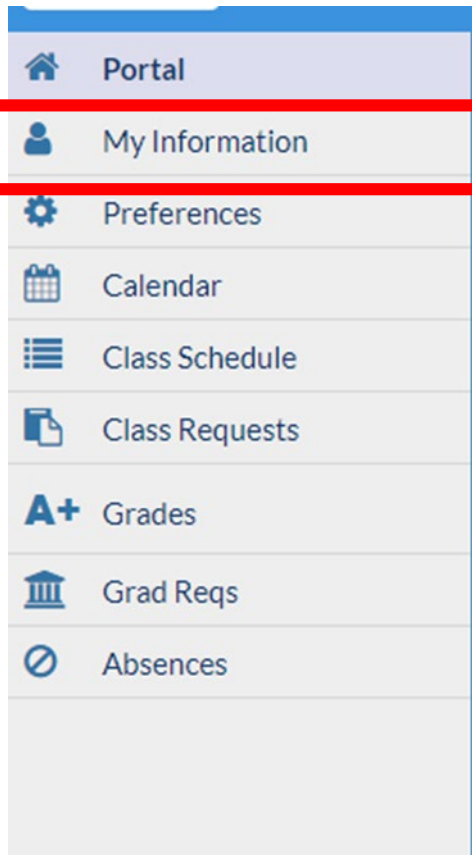 Portal
My Information
Preferences
Calendar
Class Schedule
Class Requests
A+ Grades
Grad Reqs
Absences